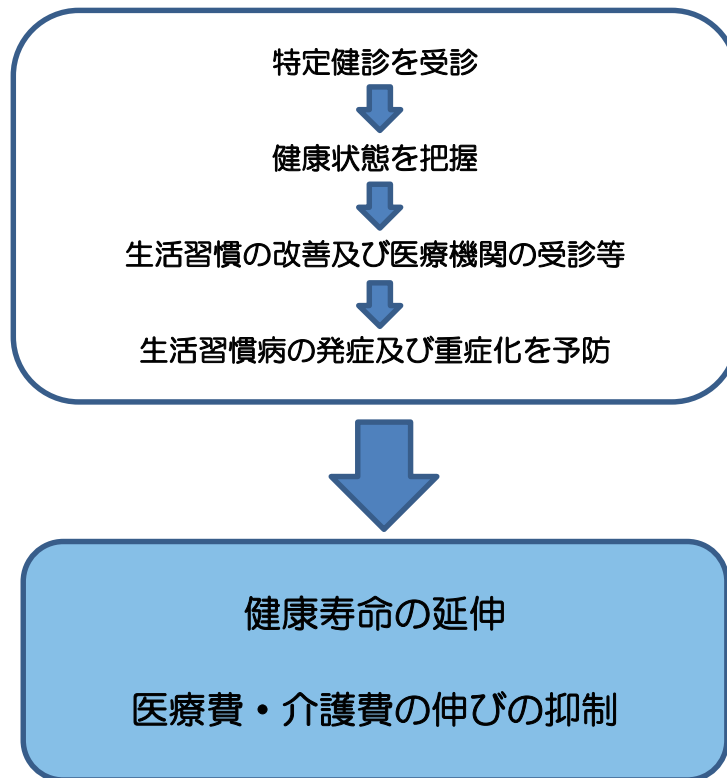 特定健診を受診
健康状態を把握
生活習慣の改善及び医療機関の受診等
生活習慣病の発症及び重症化を予防
健康寿命の延伸
医療費・介護費の伸びの抑制